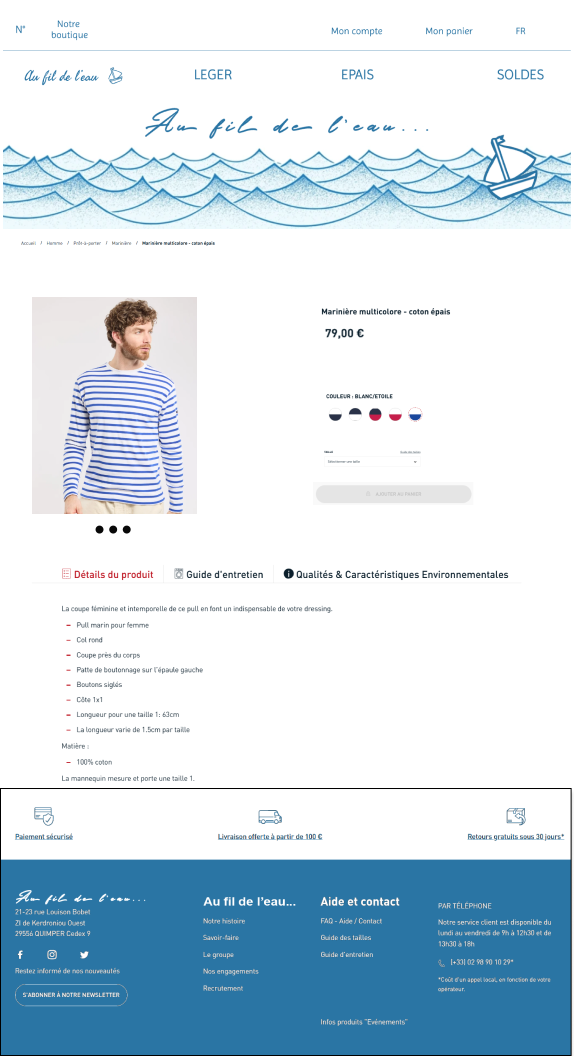 N°
Notre
boutique
Mon compte
Mon panier
FR
Au fil de l'eau
LEGER
EPAIS
SOLDES
Au fil de l'eau...
Accueil / Homme / Prêt-à-porter / Marinière / Marinière multicolore - coton épais
Marinière multicolore - coton épais
79,00 €
COULEUR : BLANC/ETOILE
Guide des tailles
Sélectionner une taille
AJOUTER AU PANIER
Détails du produit
Guide d'entretien
Qualités & Caractéristiques Environnementales
La coupe féminine et intemporelle de ce pull en font un indispensable de votre dressing.
– Pull marin pour femme
– Col rond
– Coupe près du corps
– Patte de boutonnage sur l'épaule gauche
– Boutons siglés
– Côte 1x1
– Longueur pour une taille 1: 63cm
– La longueur varie de 1.5cm par taille
Matière :
– 100% coton
La mannequin mesure et porte une taille 1.
Paiement sécurisé
Livraison offerte à partir de 100 €
Retours gratuits sous 30 jours*
Au fil de l'eau...
21-23 rue Louison Bobet
ZI de Kerdroniou Ouest
29556 QUIMPER Cedex 9
Restez informé de nos nouveautés
S'ABONNER À NOTRE NEWSLETTER
Au fil de l'eau...
Notre histoire
Savoir-faire
Le groupe
Nos engagements
Recrutement
Aide et contact
FAQ - Aide / Contact
Guide des tailles
Guide d'entretien
Infos produits "Evénements"
PAR TÉLÉPHONE
Notre service client est disponible du
lundi au vendredi de 9h à 12h30 et de
13h30 à 18h
(+33) 02 98 90 10 29*
*Coût d'un appel local, en fonction de votre
opérateur.